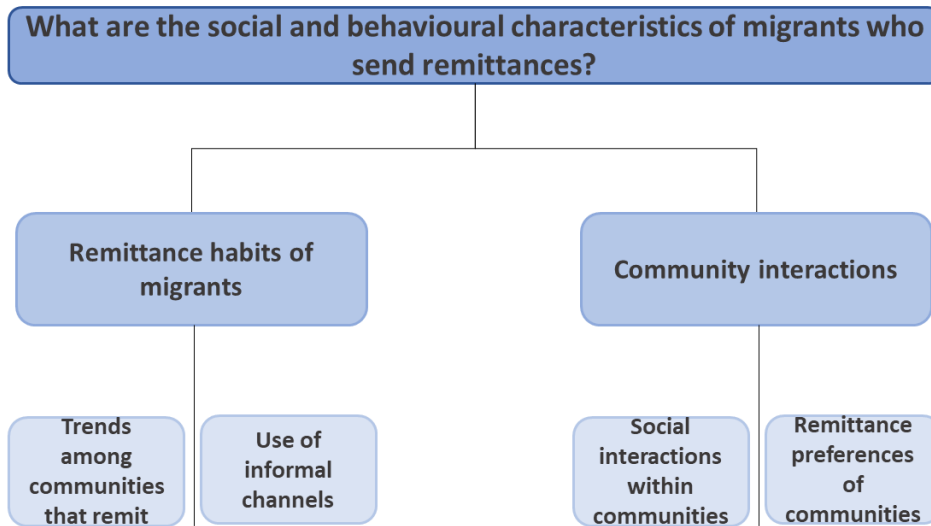 What are the social and behavioural characteristics of migrants who
send remittances?
Remittance habits of
migrants
Community interactions
Trends
among
communities
that remit
Use of
informal
channels
Social
interactions
within
communities
Remittance
preferences
of
communities